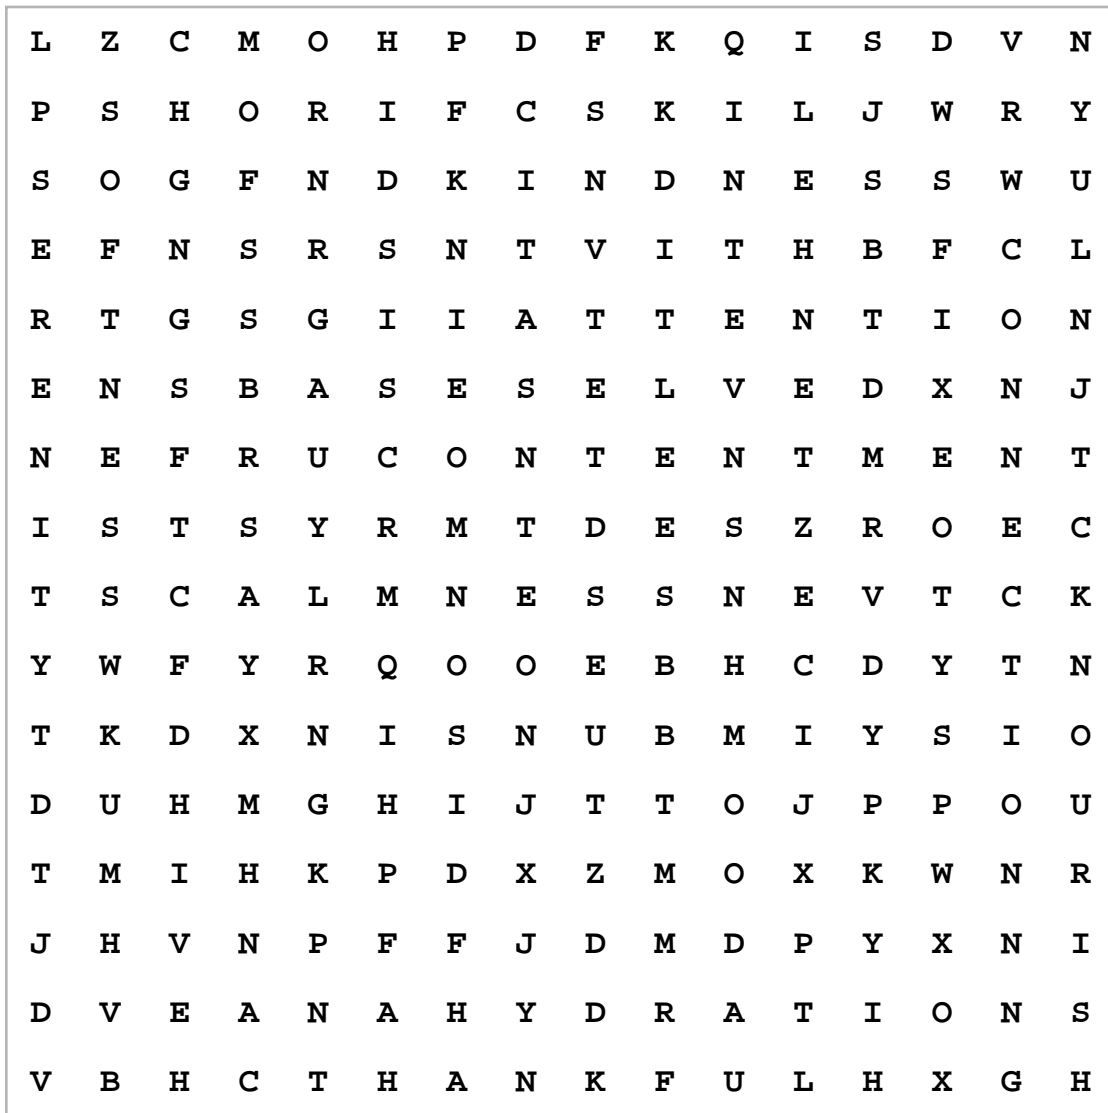 L Z C M O H P D F K Q I S D V N
P S H O R I F C S K I L J W R Y
S O G F N D K I N D N E S S W U
E F N S R S N T V I T H B F C L
R T G S G I I A T T E N T I O N
E N S B A S E S E L V E D X N J
N E F R U C O N T E N T M E N T
I S T S Y R M T D E S Z R O E C
T S C A L M N E S S N E V T C K
Y W F Y R Q O O E B H C D Y T N
T K D X N I S N U B M I Y S I O
D U H M G H I J T T O J P P O U
T M I H K P D X Z M O X K W N R
J H V N P F F J D M D P Y X N I
D V E A N A H Y D R A T I O N S
V B H C T H A N K F U L H X G H